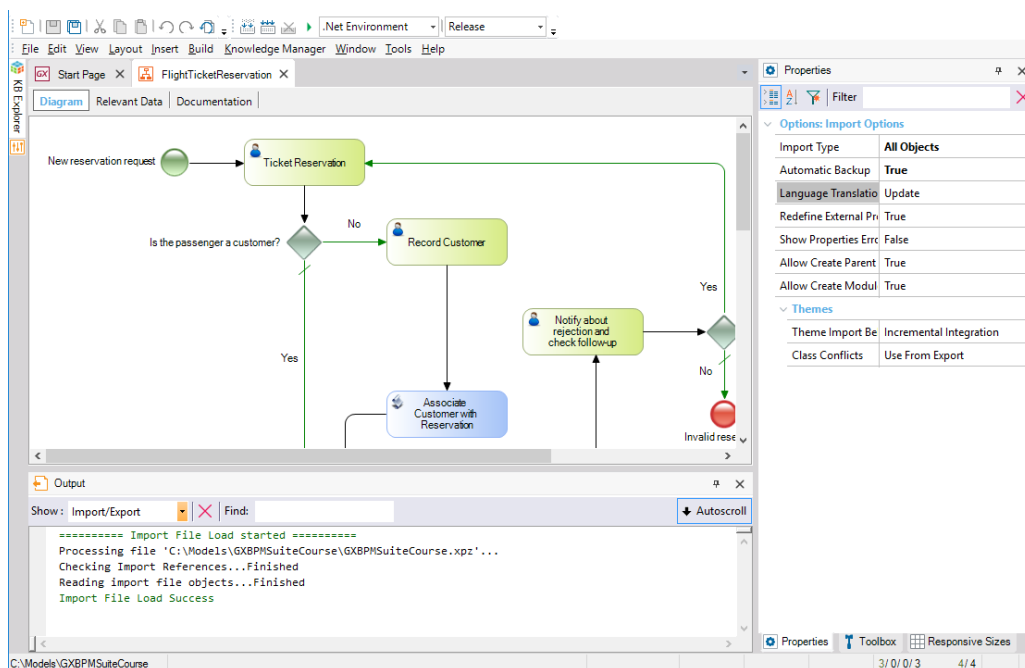 .Net Environment
Release
File Edit View Layout Insert Build Knowledge Manager Window Tools Help
KB Explorer
GX Start Page
FlightTicketReservation
Diagram Relevant Data Documentation
New reservation request
Ticket Reservation
No
Is the passenger a customer?
Record Customer
Yes
Notify about
rejection and
check follow-up
Yes
No
Associate
Customer with
Reservation
Invalid rese
Output
Show: Import/Export
Find:
Autoscroll
========== Import File Load started ==========
Processing file 'C:\Models\GXBPMSuiteCourse\GXBPMSuiteCourse.xpz'...
Checking Import References...Finished
Reading import file objects...Finished
Import File Load Success
Properties
Filter
Options: Import Options
Import Type All Objects
Automatic Backup True
Language Translatio Update
Redefine External Pr True
Show Properties Erro False
Allow Create Parent True
Allow Create Modul True
Themes
Theme Import Be Incremental Integration
Class Conflicts Use From Export
Properties Toolbox Responsive Sizes
C:\Models\GXBPMSuiteCourse
3/0/0/3 4/4